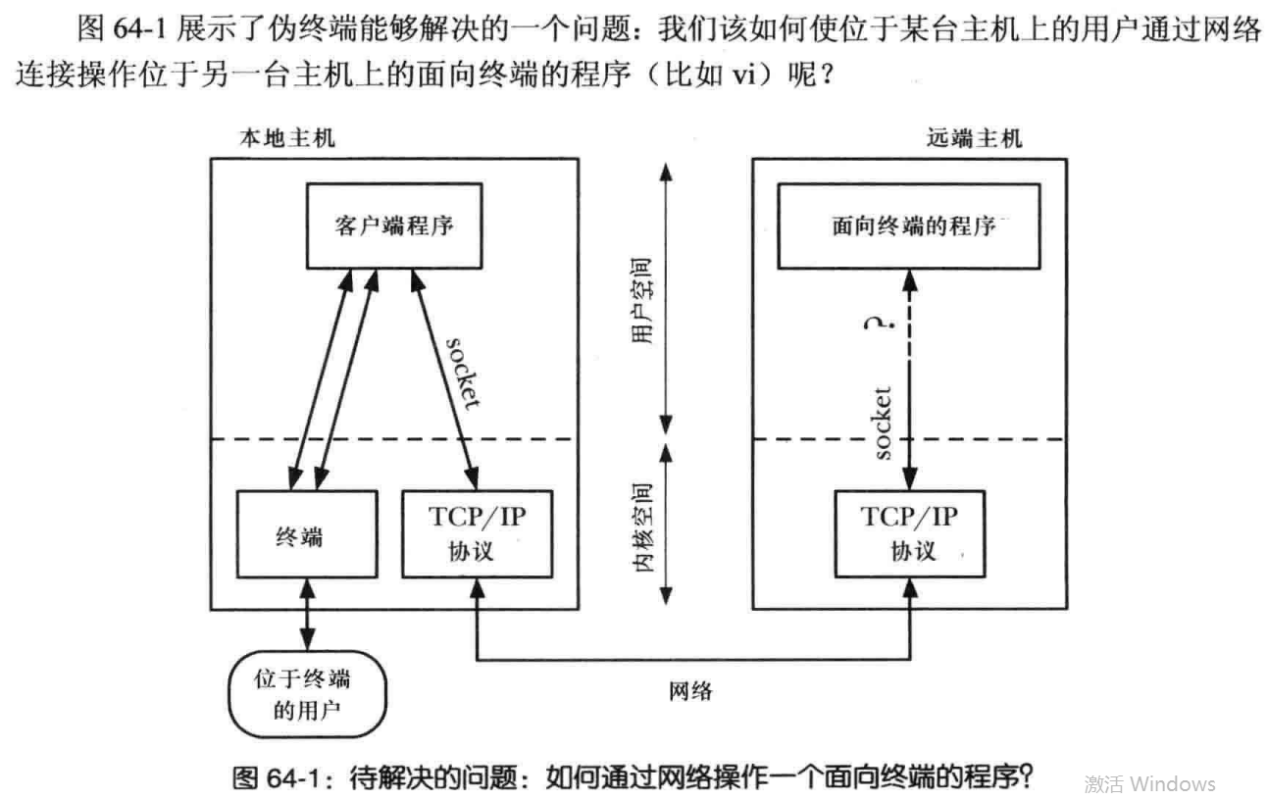 图 64-1 展示了伪终端能够解决的一个问题：我们该如何使位于某台主机上的用户通过网络
连接操作位于另一台主机上的面向终端的程序（比如 vi）呢？
本地主机
远端主机
客户端程序
面向终端的程序
用户空间
?
socket
socket
内核空间
终端
TCP/IP
协议
TCP/IP
协议
位于终端
的用户
网络
图 64-1：待解决的问题：如何通过网络操作一个面向终端的程序?
激活 Windows